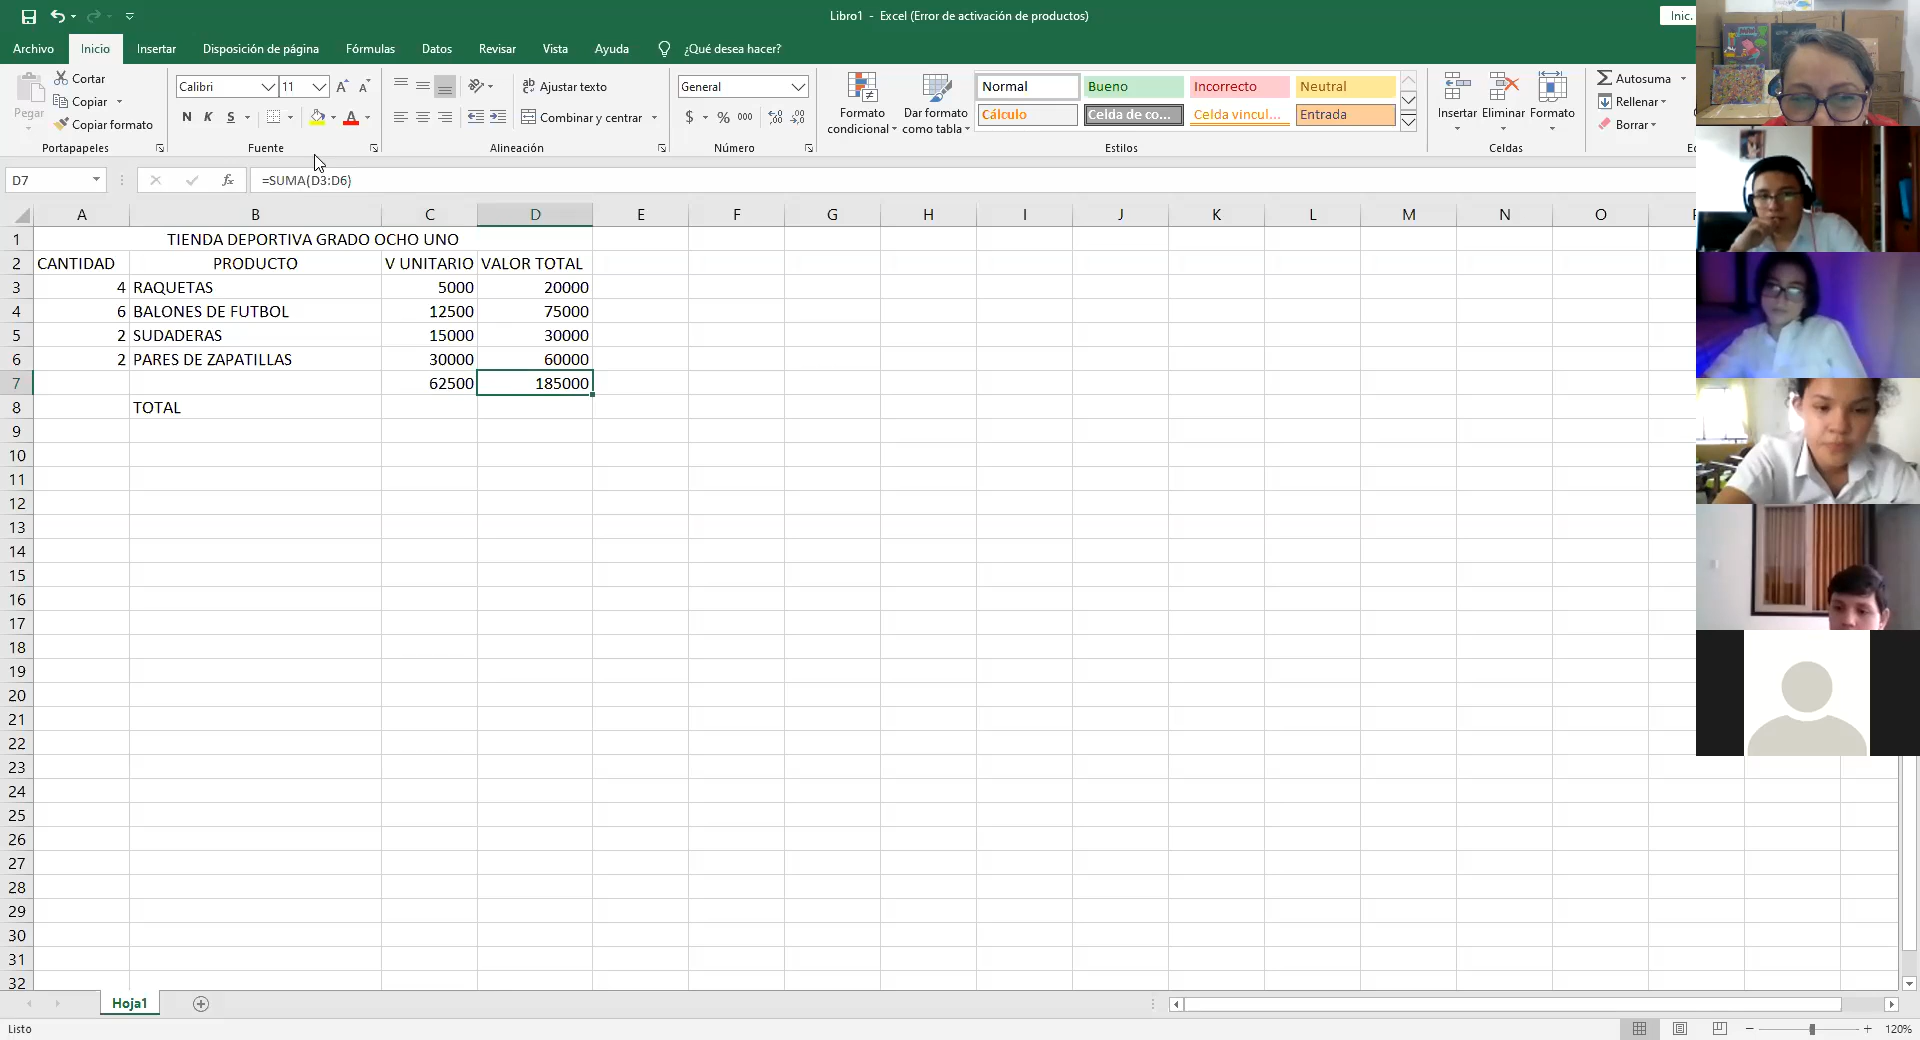 Libro1 - Excel (Error de activación de productos)
Inic.
Archivo Inicio Insertar Disposición de página Fórmulas Datos Revisar Vista Ayuda ¿Qué desea hacer?
Pegar
Cortar
Copiar
Copiar formato
Portapapeles
Calibri 11
N K S
Fuente
Ajustar texto
Combinar y centrar
Alineación
General
$ % 000
Número
Formato condicional
Dar formato como tabla
Normal Bueno Incorrecto Neutral
Cálculo Celda de co... Celda vincul... Entrada
Estilos
Insertar Eliminar Formato
Celdas
Autosuma
Rellenar
Borrar
D7 fx =SUMA(D3:D6)
A B C D E F G H I J K L M N O
1 TIENDA DEPORTIVA GRADO OCHO UNO
2 CANTIDAD PRODUCTO V UNITARIO VALOR TOTAL
3 4 RAQUETAS 5000 20000
4 6 BALONES DE FUTBOL 12500 75000
5 2 SUDADERAS 15000 30000
6 2 PARES DE ZAPATILLAS 30000 60000
7 62500 185000
8 TOTAL
9
10
11
12
13
14
15
16
17
18
19
20
21
22
23
24
25
26
27
28
29
30
31
32
Hoja1
Listo
120%